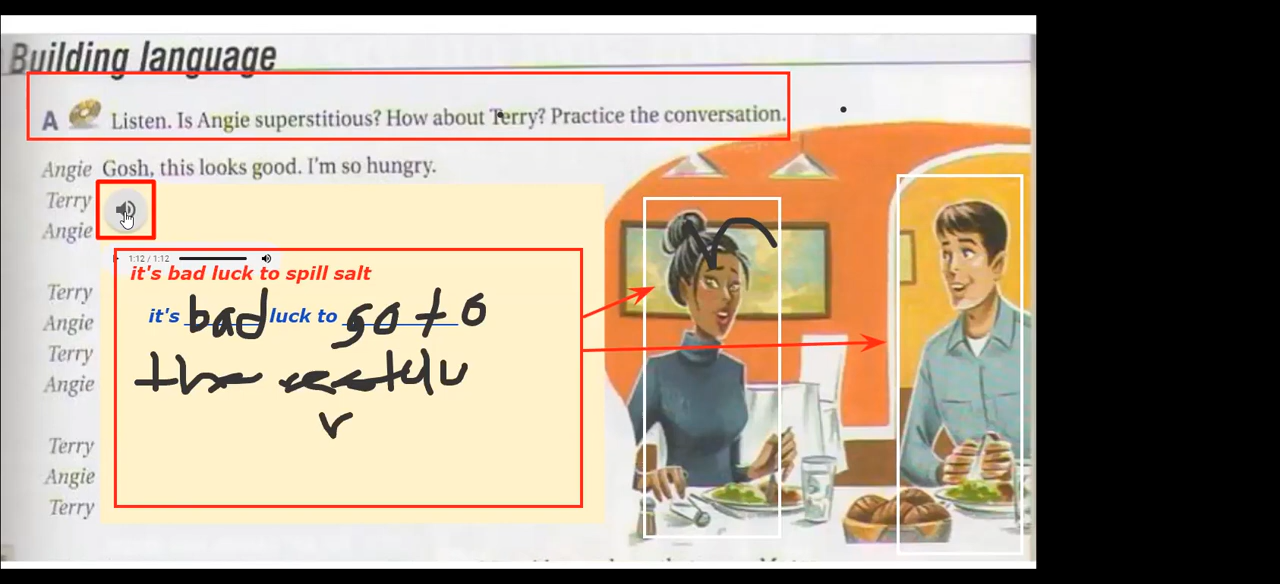 Building language
A Listen. Is Angie superstitious? How about Terry? Practice the conversation.
Angie Gosh, this looks good. I'm so hungry.
Terry
Angie
1:12 / 1:12
it's bad luck to spill salt
it's bad luck to go to
the
Terry
Angie
Terry
Angie
Terry
Angie
Terry